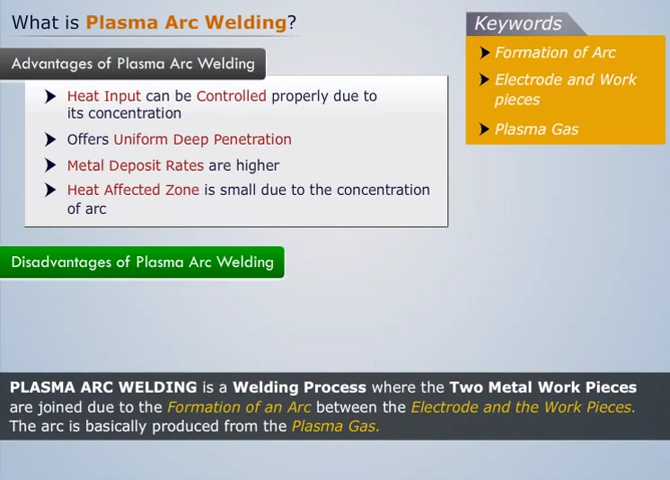 What is Plasma Arc Welding?
Keywords
Formation of Arc
Electrode and Work
pieces
Plasma Gas
Advantages of Plasma Arc Welding
Heat Input can be Controlled properly due to
its concentration
Offers Uniform Deep Penetration
Metal Deposit Rates are higher
Heat Affected Zone is small due to the concentration
of arc
Disadvantages of Plasma Arc Welding
PLASMA ARC WELDING is a Welding Process where the Two Metal Work Pieces
are joined due to the Formation of an Arc between the Electrode and the Work Pieces.
The arc is basically produced from the Plasma Gas.